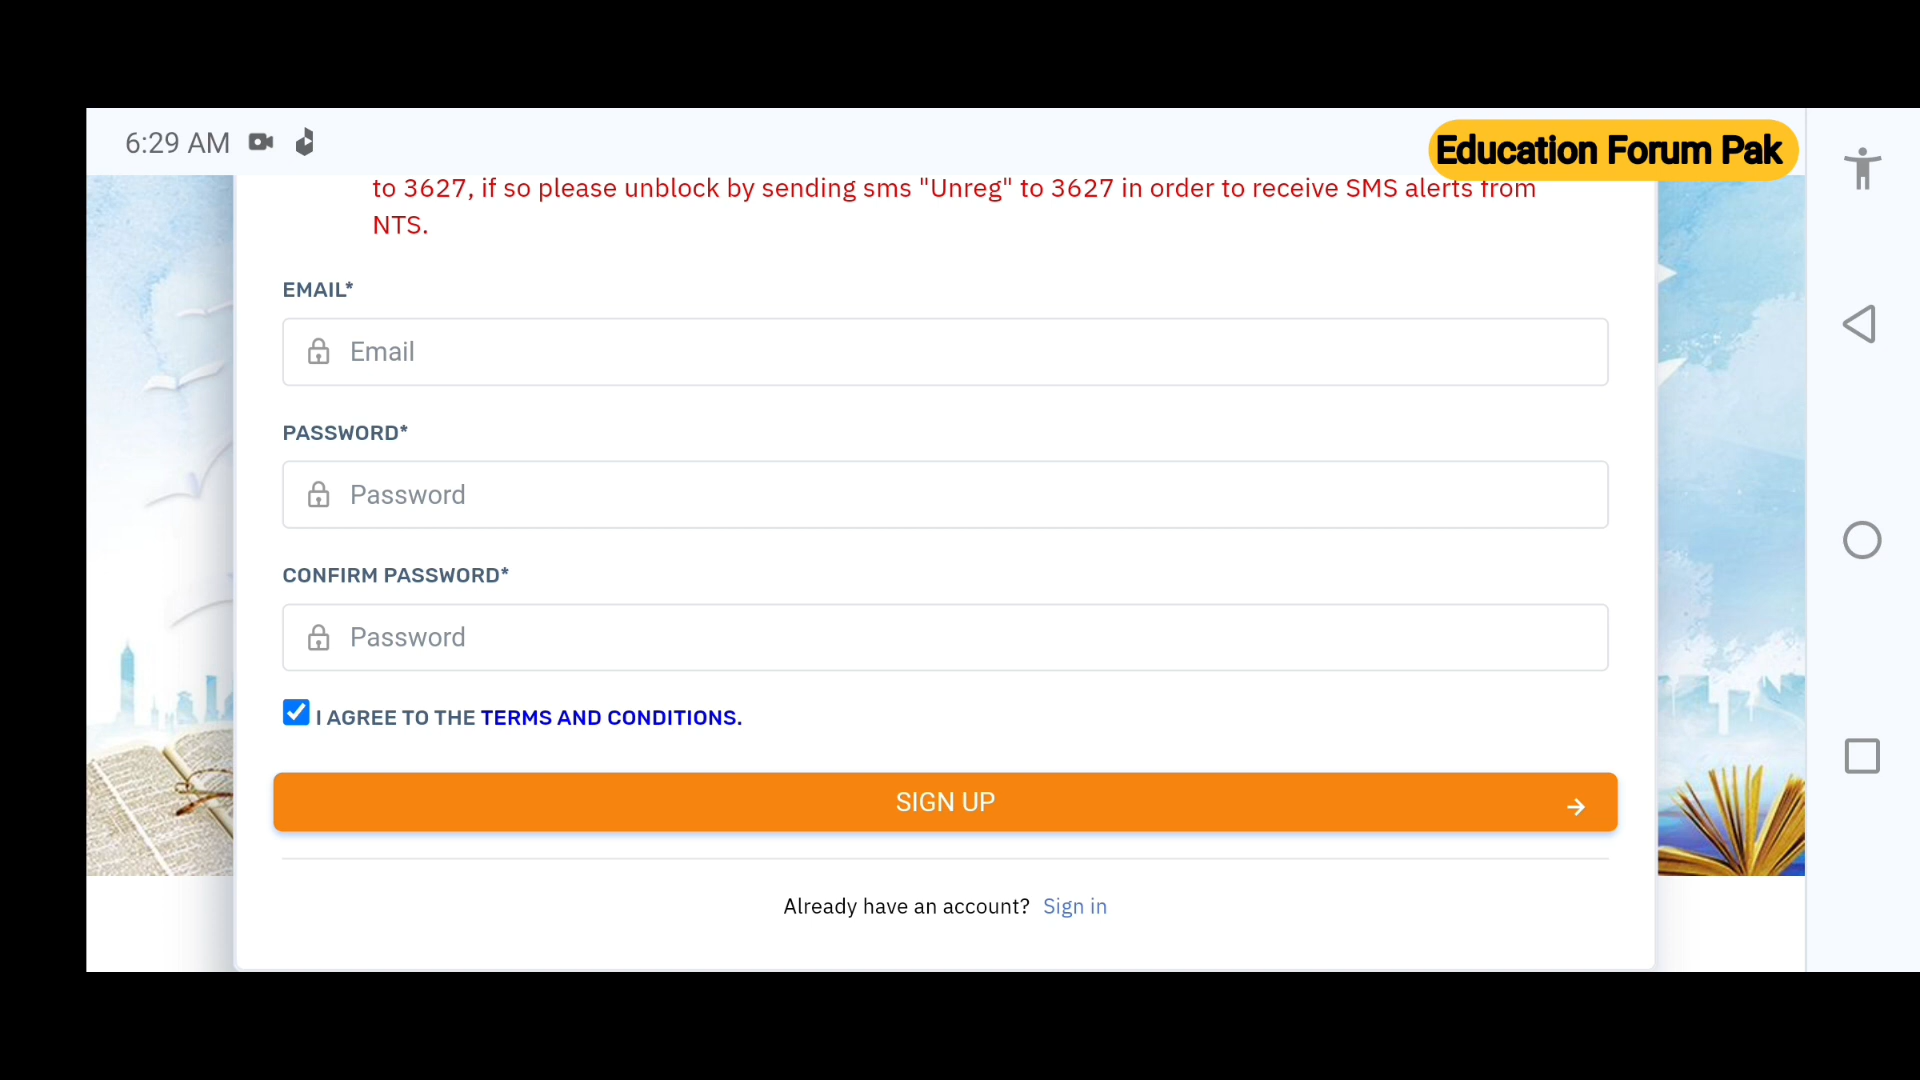 6:29 AM
Education Forum Pak
to 3627, if so please unblock by sending sms "Unreg" to 3627 in order to receive SMS alerts from
NTS.
EMAIL*
Email
PASSWORD*
Password
CONFIRM PASSWORD*
Password
I AGREE TO THE TERMS AND CONDITIONS.
SIGN UP
Already have an account? Sign in